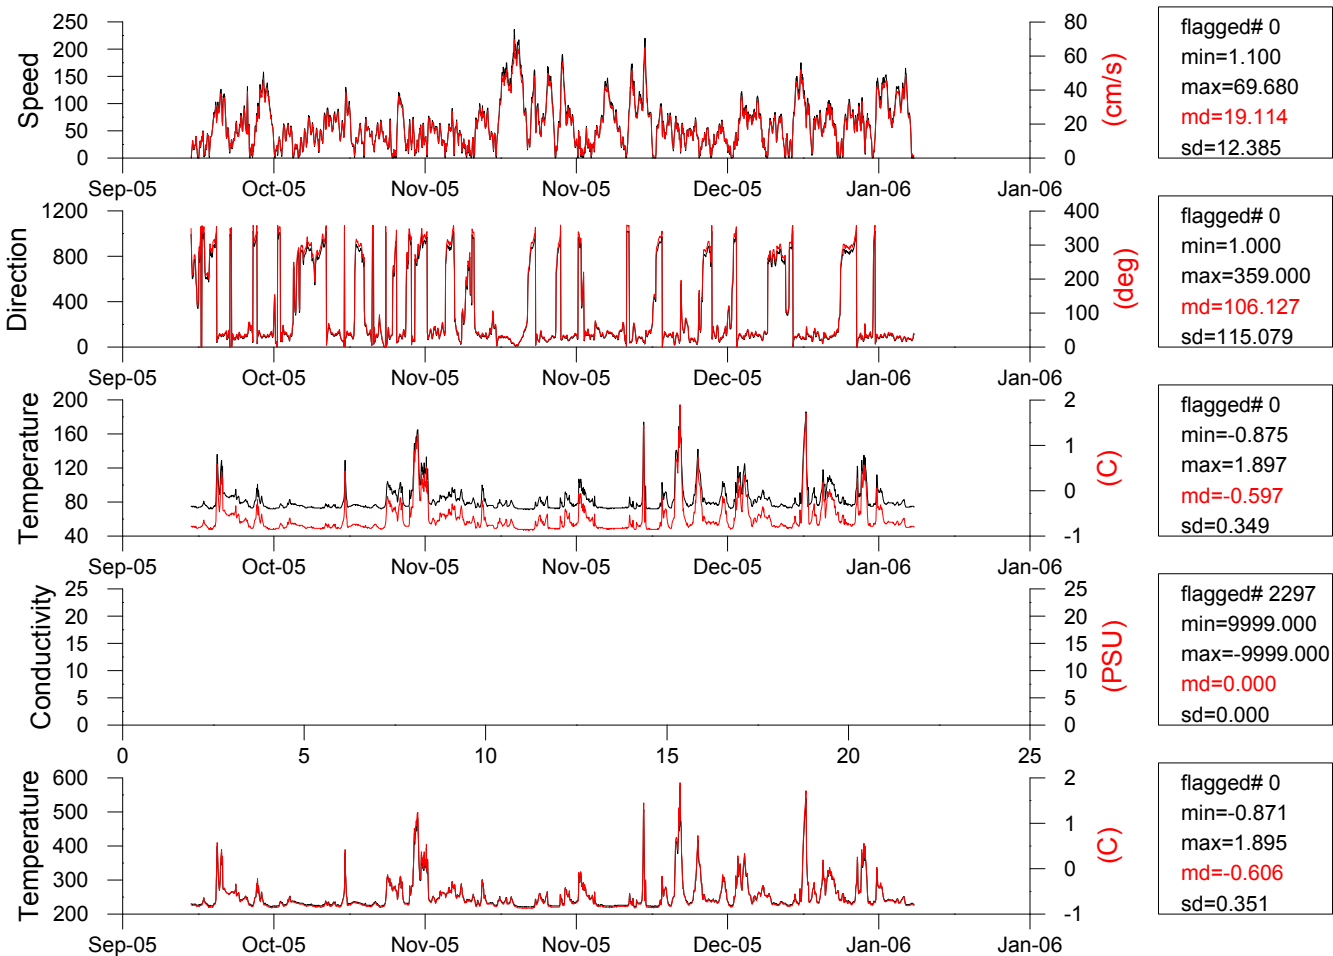 250
200
150
100
50
0
Speed
80
60
40
20
0
(cm/s)
Sep-05 Oct-05 Nov-05 Nov-05 Dec-05 Jan-06 Jan-06
flagged# 0
min=1.100
max=69.680
md=19.114
sd=12.385
1200
800
400
0
Direction
400
300
200
100
0
(deg)
Sep-05 Oct-05 Nov-05 Nov-05 Dec-05 Jan-06 Jan-06
flagged# 0
min=1.000
max=359.000
md=106.127
sd=115.079
200
160
120
80
40
Temperature
2
1
0
-1
(C)
Sep-05 Oct-05 Nov-05 Nov-05 Dec-05 Jan-06 Jan-06
flagged# 0
min=-0.875
max=1.897
md=-0.597
sd=0.349
25
20
15
10
5
0
Conductivity
25
20
15
10
5
0
(PSU)
0 5 10 15 20 25
flagged# 2297
min=9999.000
max=-9999.000
md=0.000
sd=0.000
600
500
400
300
200
Temperature
2
1
0
-1
(C)
Sep-05 Oct-05 Nov-05 Nov-05 Dec-05 Jan-06 Jan-06
flagged# 0
min=-0.871
max=1.895
md=-0.606
sd=0.351